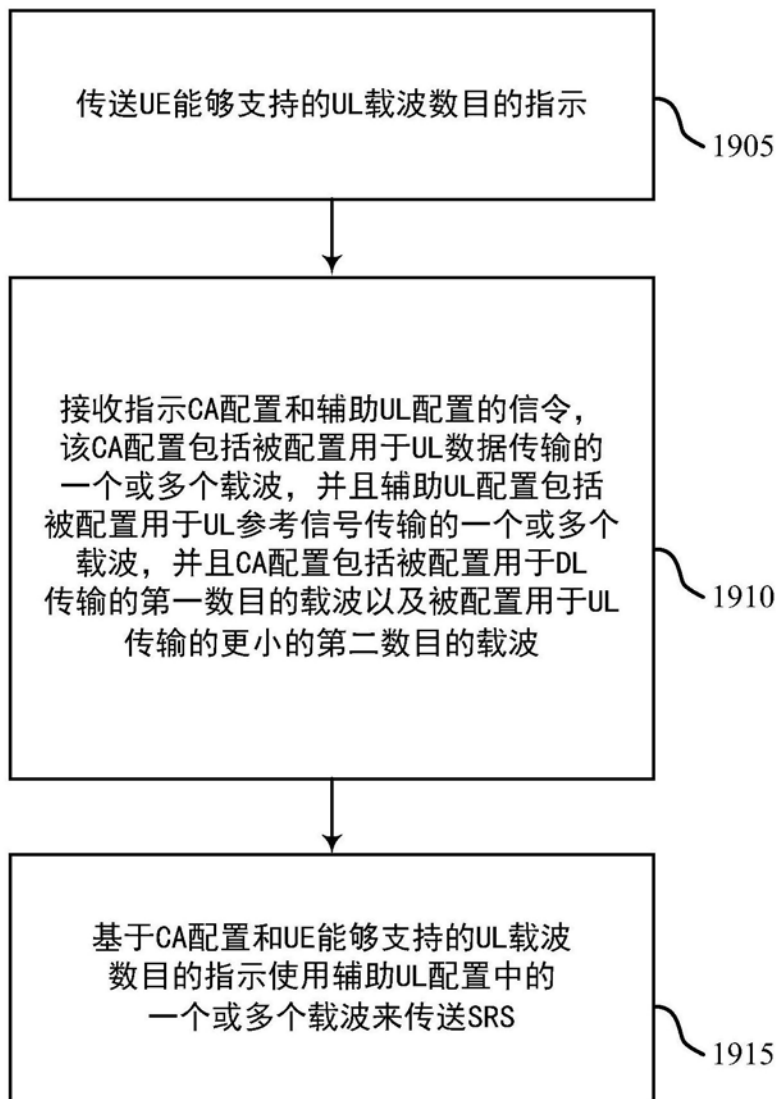 传送UE能够支持的UL载波数目的指示
1905
接收指示CA配置和辅助UL配置的信令，
该CA配置包括被配置用于UL数据传输的
一个或多个载波，并且辅助UL配置包括
被配置用于UL参考信号传输的一个或多个
载波，并且CA配置包括被配置用于DL
传输的第一数目的载波以及被配置用于UL
传输的更小的第二数目的载波
1910
基于CA配置和UE能够支持的UL载波
数目的指示使用辅助UL配置中的
一个或多个载波来传送SRS
1915